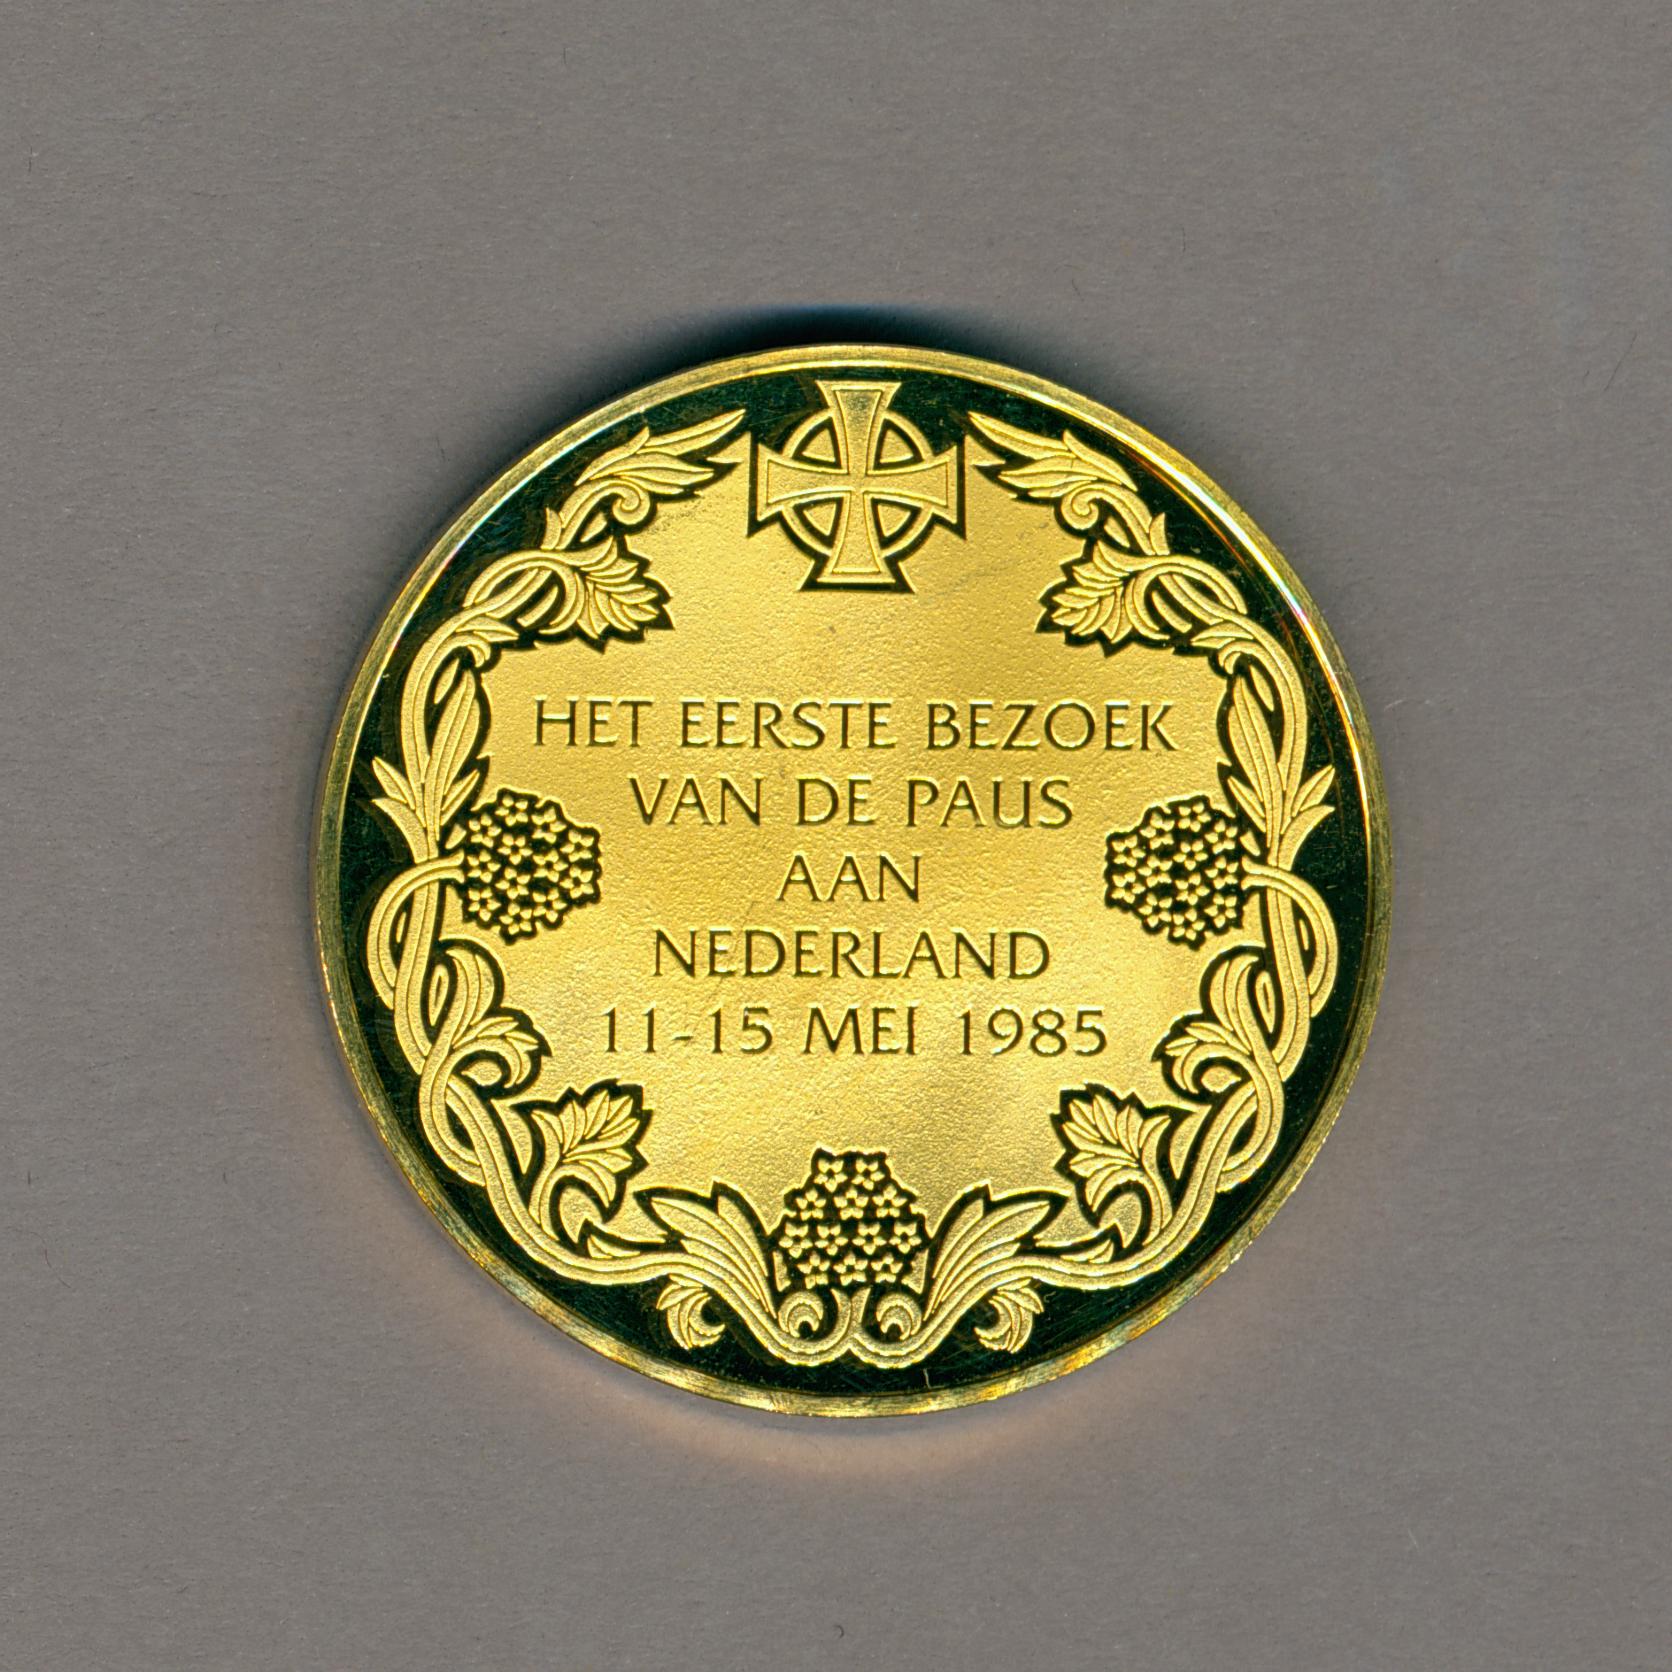 HET EERSTE BEZOEK
VAN DE PAUS
AAN
NEDERLAND
11-15 MEI 1985